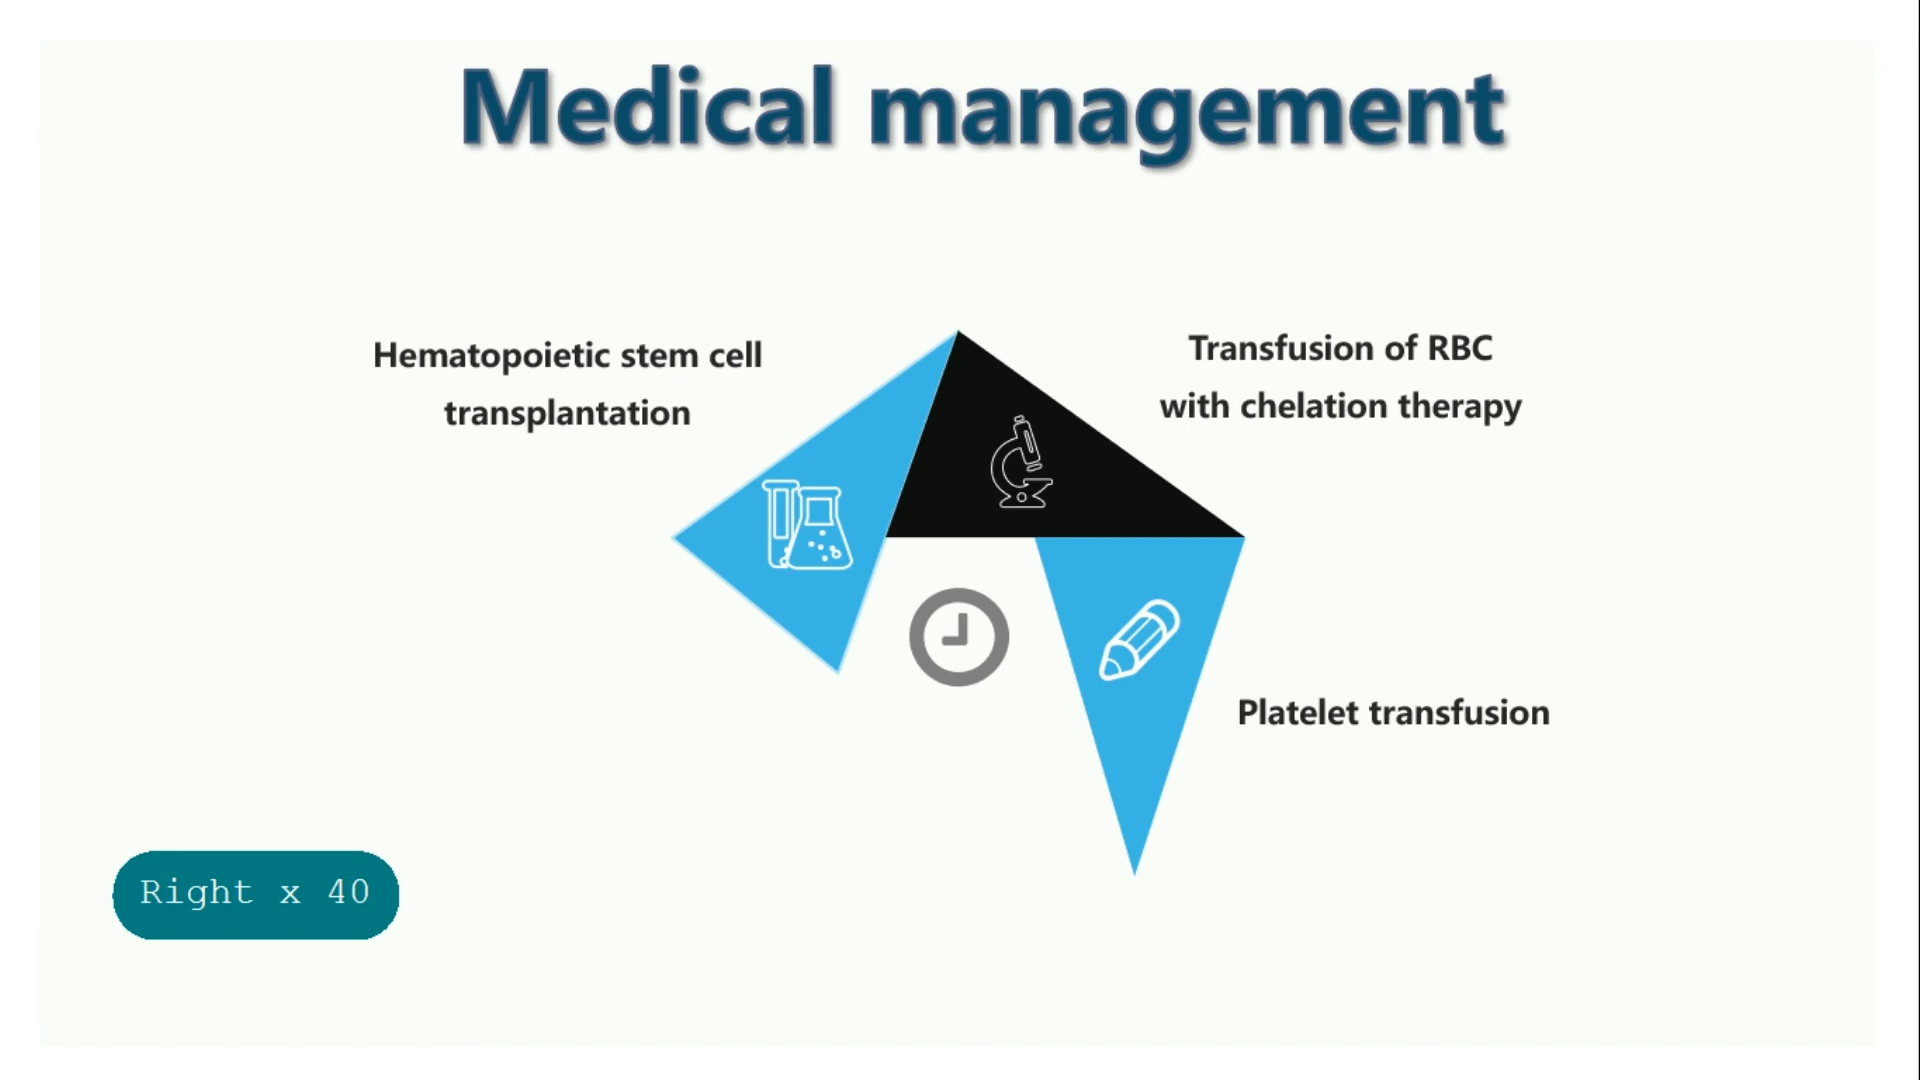 Medical management
Hematopoietic stem cell
transplantation
Transfusion of RBC
with chelation therapy
Platelet transfusion
Right x 40